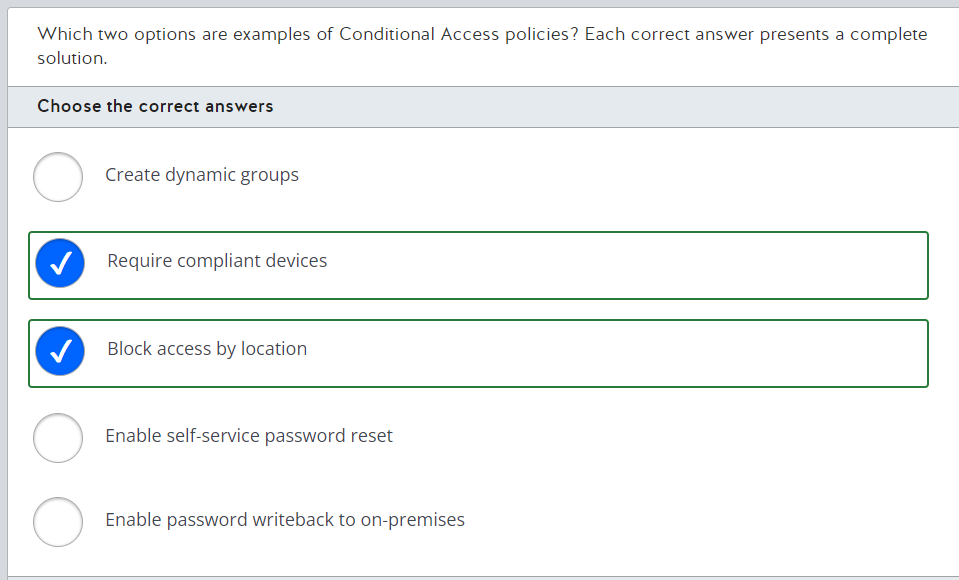 Which two options are examples of Conditional Access policies? Each correct answer presents a complete
solution.
Choose the correct answers
Create dynamic groups
Require compliant devices
Block access by location
Enable self-service password reset
Enable password writeback to on-premises